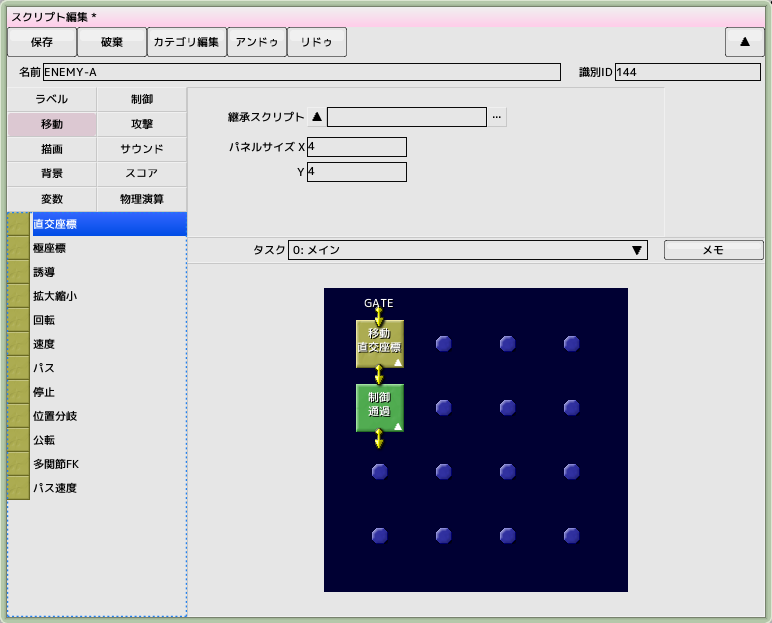 スクリプト編集 *
保存 破棄 カテゴリ編集 アンドゥ リドゥ ▲
名前 ENEMY-A 識別ID 144
ラベル 制御
移動 攻撃
描画 サウンド
背景 スコア
変数 物理演算
継承スクリプト ▲ ...
パネルサイズ X 4
Y 4
タスク 0: メイン ▼ メモ
直交座標
極座標
誘導
拡大縮小
回転
速度
パス
停止
位置分岐
公転
多関節FK
パス速度
GATE
移動
直交座標
制御
通過